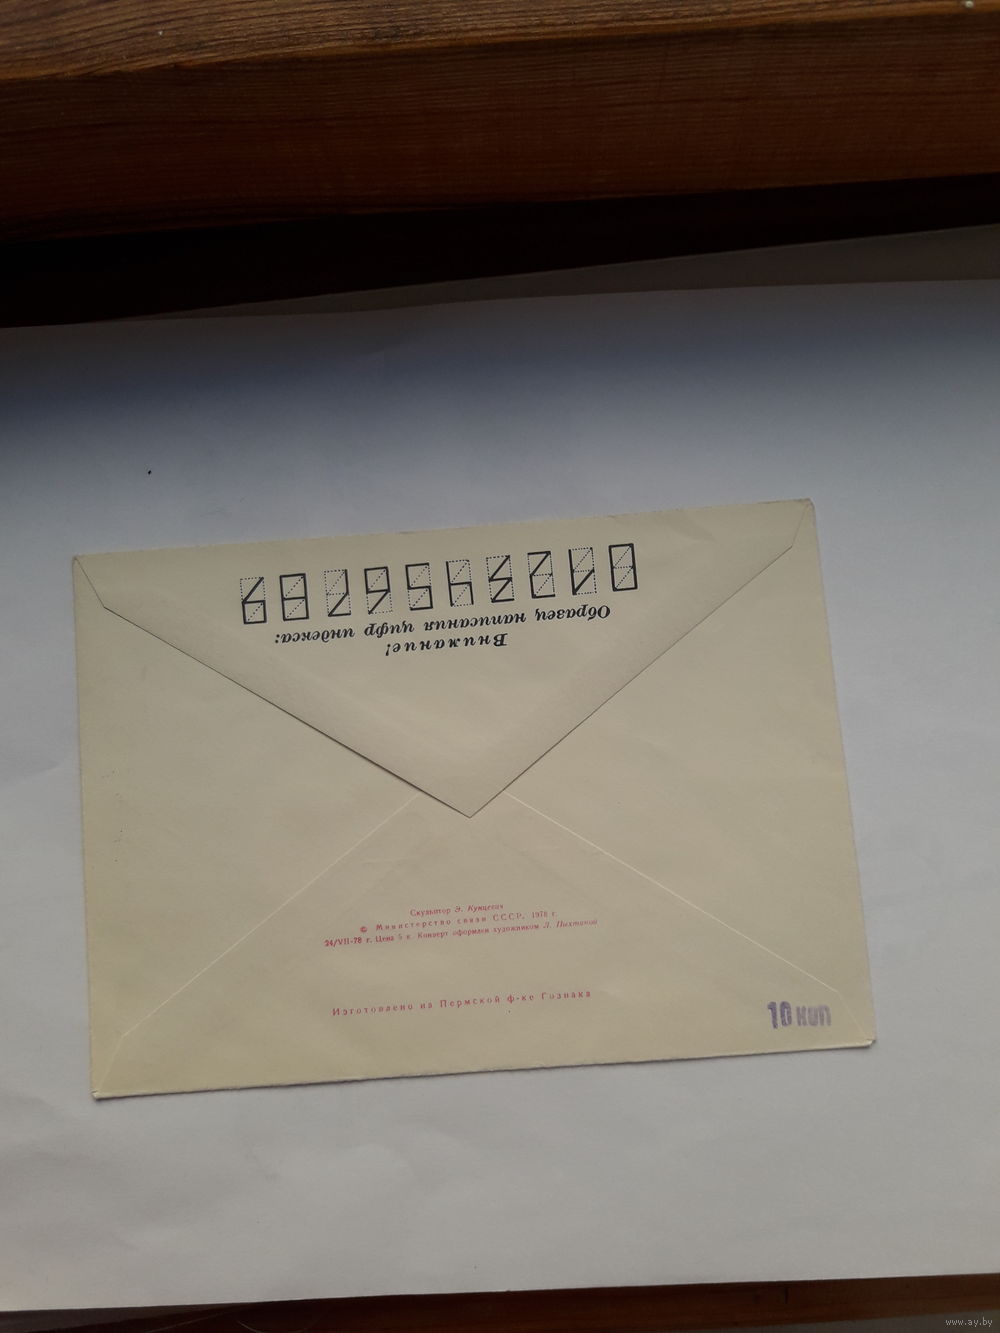 Внимание!
Образец написания цифр индекса:
0123456789
Скульптор Э. Кунцевич
© Министерство связи СССР, 1978 г.
24/VII-78 г. Цена 5 к. Конверт оформлен художником Л. Пихтиной
Изготовлено на Пермской ф-ке Гознака
10 коп
www.ay.by